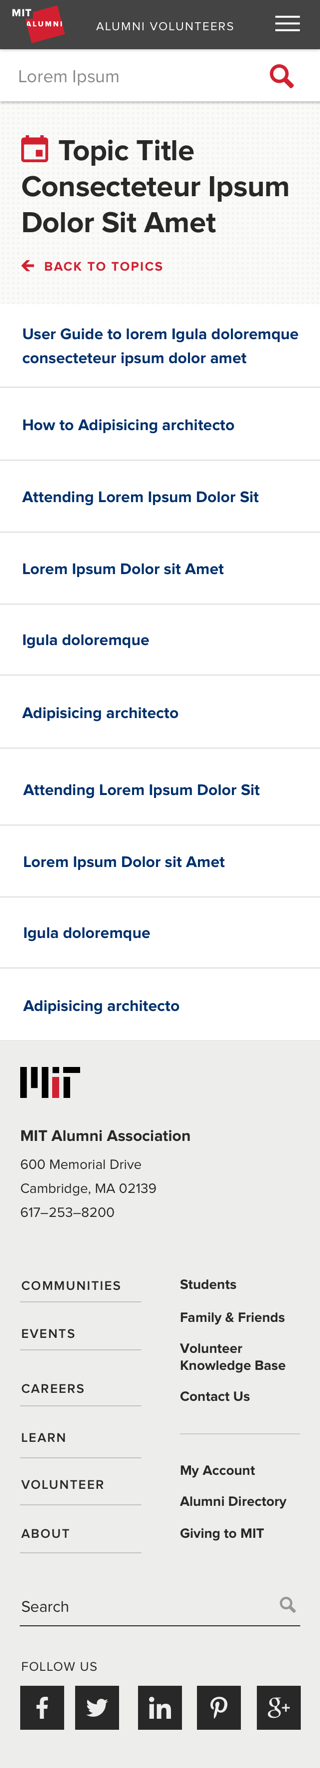 MIT
ALUMNI
ALUMNI VOLUNTEERS
Lorem Ipsum
Topic Title
Consecteteur Ipsum
Dolor Sit Amet
BACK TO TOPICS
User Guide to lorem Igula doloremque
consecteteur ipsum dolor amet
How to Adipisicing architecto
Attending Lorem Ipsum Dolor Sit
Lorem Ipsum Dolor sit Amet
Igula doloremque
Adipisicing architecto
Attending Lorem Ipsum Dolor Sit
Lorem Ipsum Dolor sit Amet
Igula doloremque
Adipisicing architecto
MIT
MIT Alumni Association
600 Memorial Drive
Cambridge, MA 02139
617–253–8200
COMMUNITIES
EVENTS
CAREERS
LEARN
VOLUNTEER
ABOUT
Students
Family & Friends
Volunteer
Knowledge Base
Contact Us
My Account
Alumni Directory
Giving to MIT
Search
FOLLOW US
f
in
g+